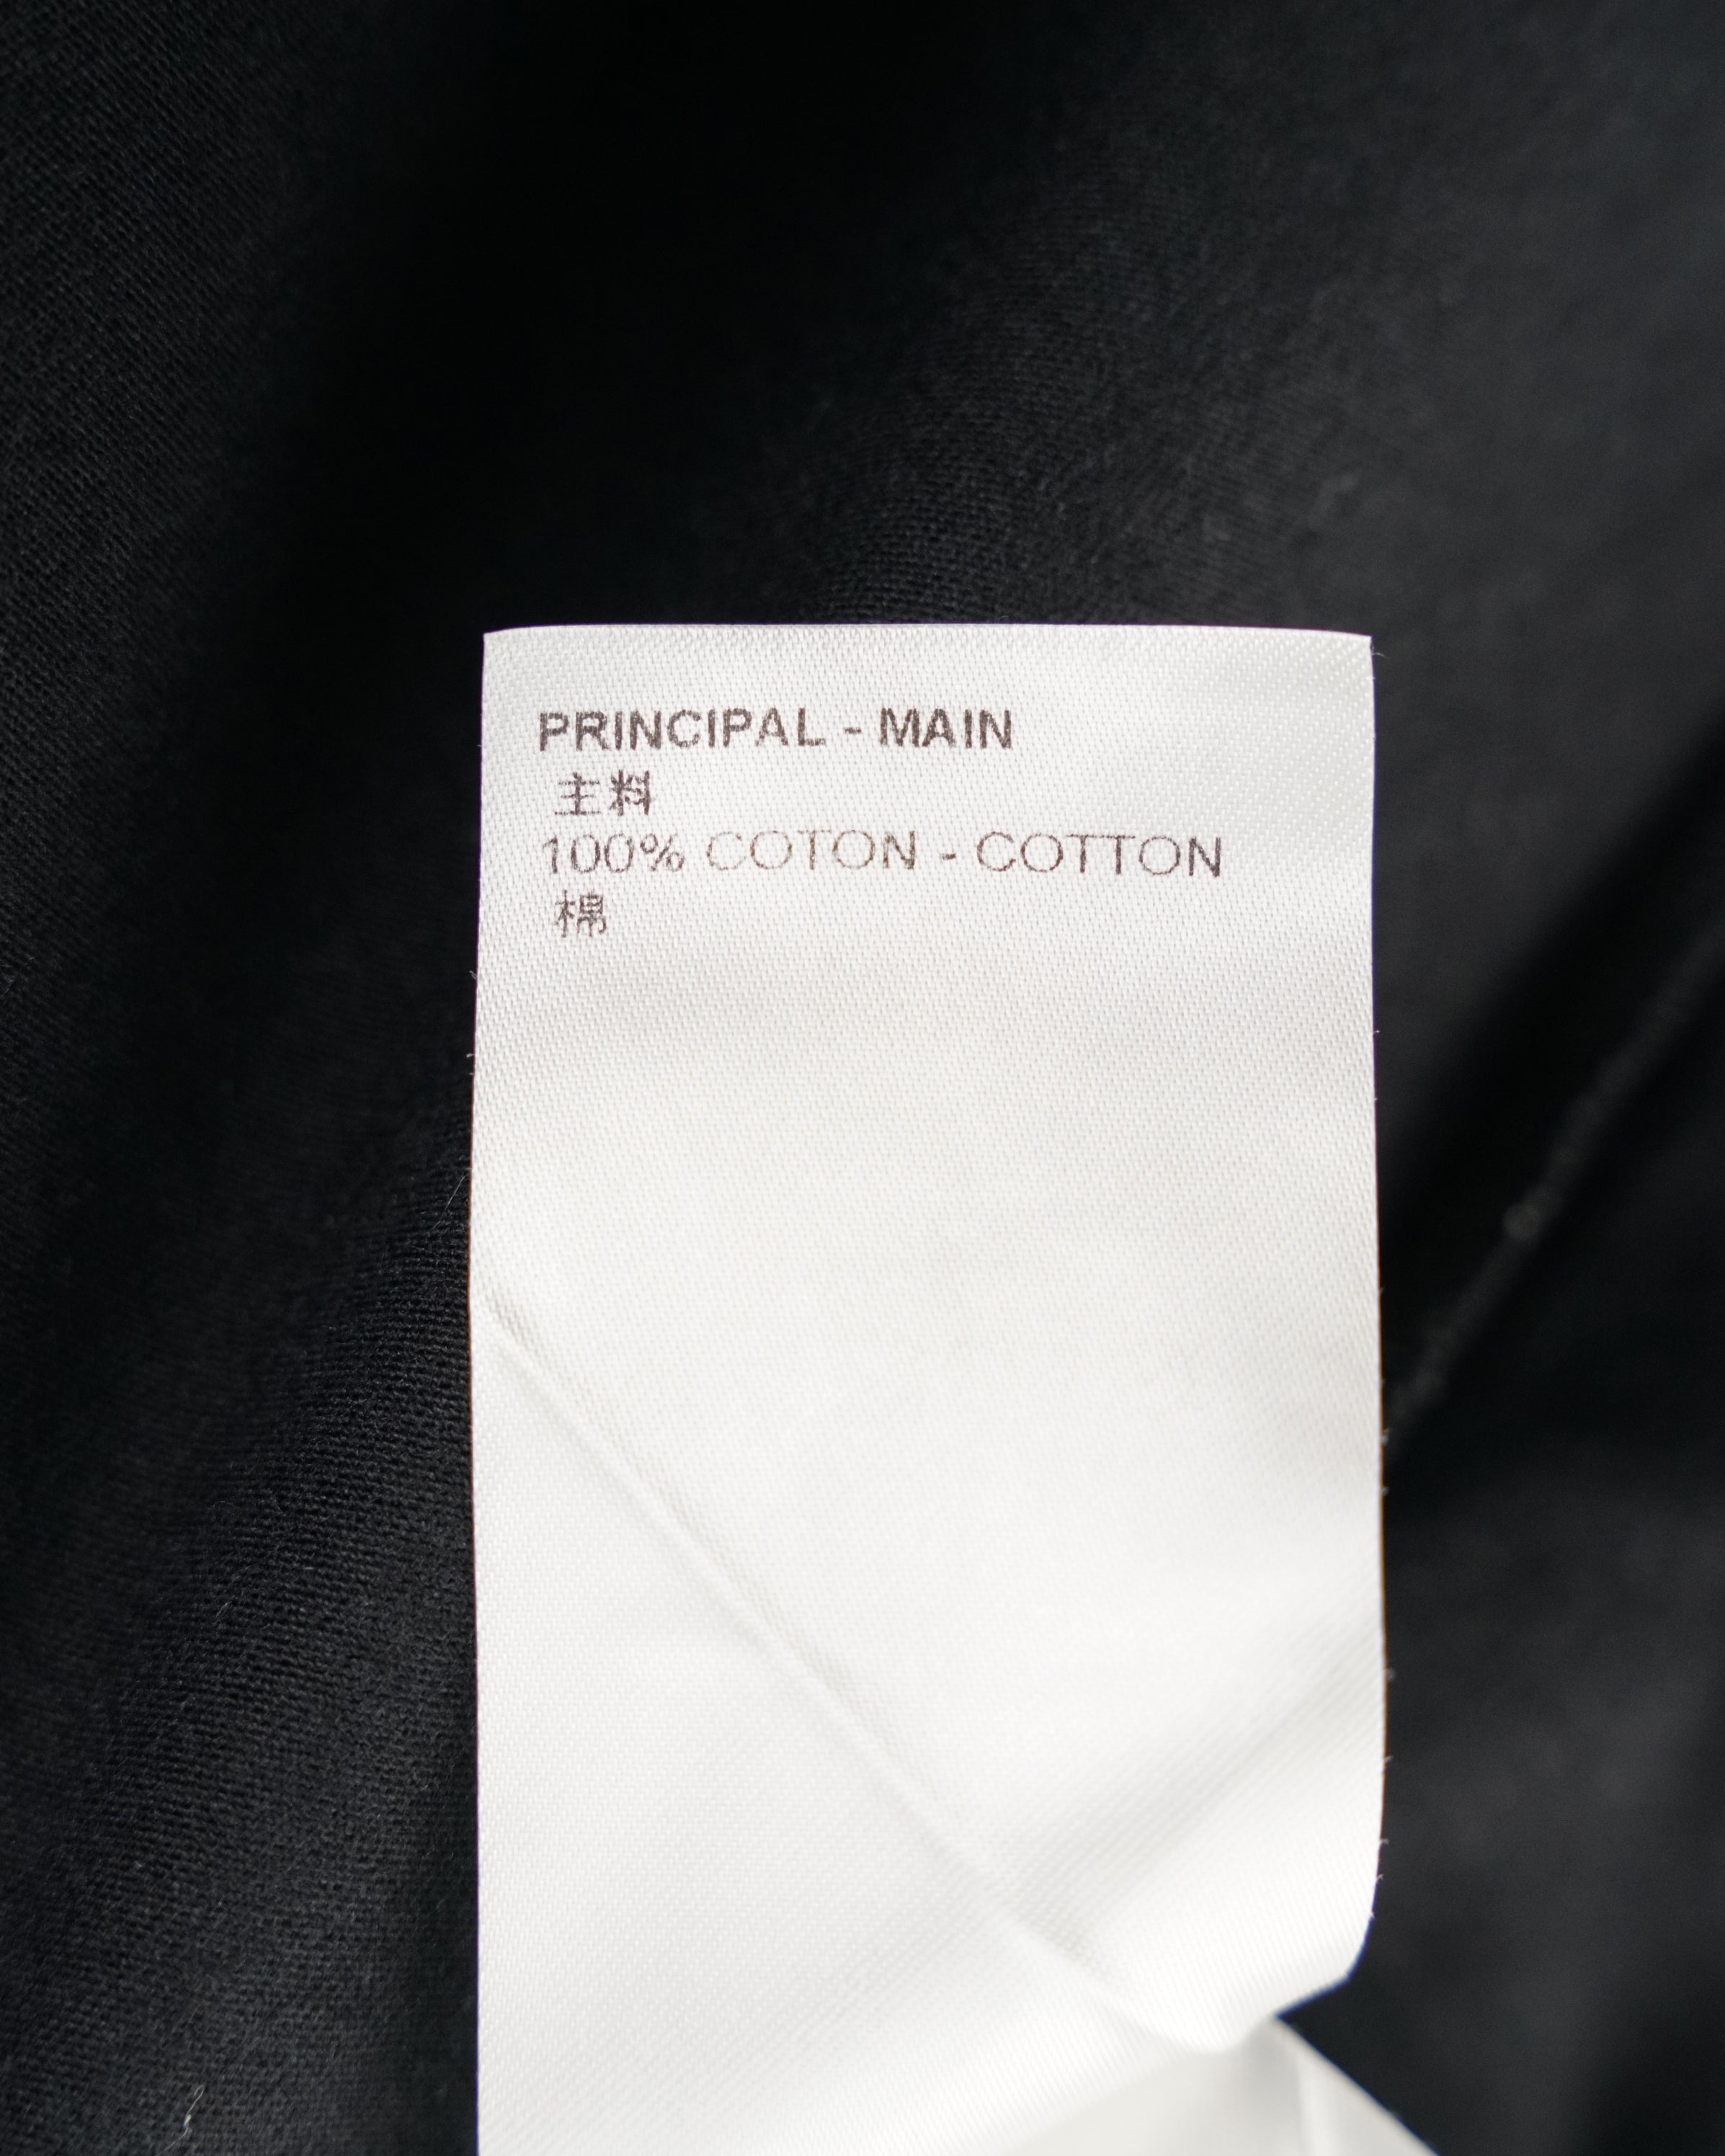 PRINCIPAL - MAIN
主料
100% COTON - COTTON
棉